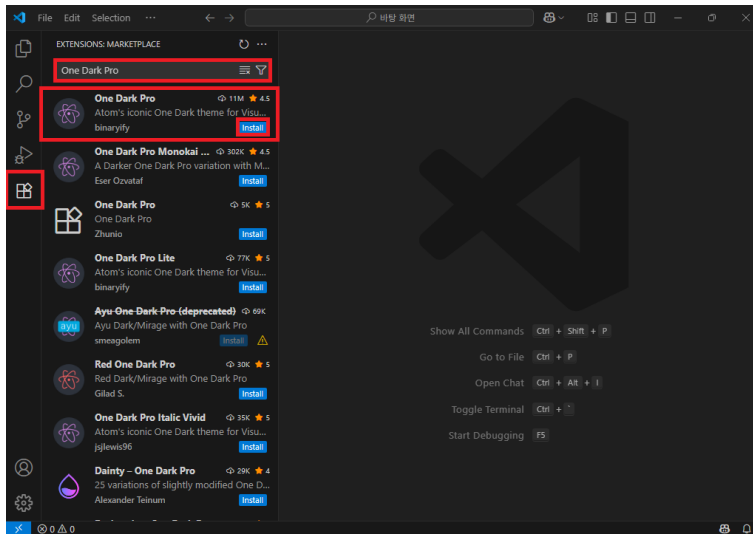 File Edit Selection ··· 바탕 화면
EXTENSIONS: MARKETPLACE
One Dark Pro
One Dark Pro 11M 4.5
Atom's iconic One Dark theme for Visu...
binaryify Install
One Dark Pro Monokai ... 302K 4.5
A Darker One Dark Pro variation with M...
Eser Ozvataf Install
One Dark Pro 5K 5
One Dark Pro
Zhunio Install
One Dark Pro Lite 77K 5
Atom's iconic One Dark theme for Visu...
binaryify Install
Ayu One Dark Pro (deprecated) 69K
ayu Ayu Dark/Mirage with One Dark Pro
smeagolem Install
Red One Dark Pro 30K 5
Red Dark/Mirage with One Dark Pro
Gilad S. Install
One Dark Pro Italic Vivid 35K 5
Atom's iconic One Dark theme for Visu...
jsjlewis96 Install
Dainty – One Dark Pro 29K 4
25 variations of slightly modified One D...
Alexander Teinum Install
Show All Commands Ctrl + Shift + P
Go to File Ctrl + P
Open Chat Ctrl + Alt + I
Toggle Terminal Ctrl + `
Start Debugging F5
0 0